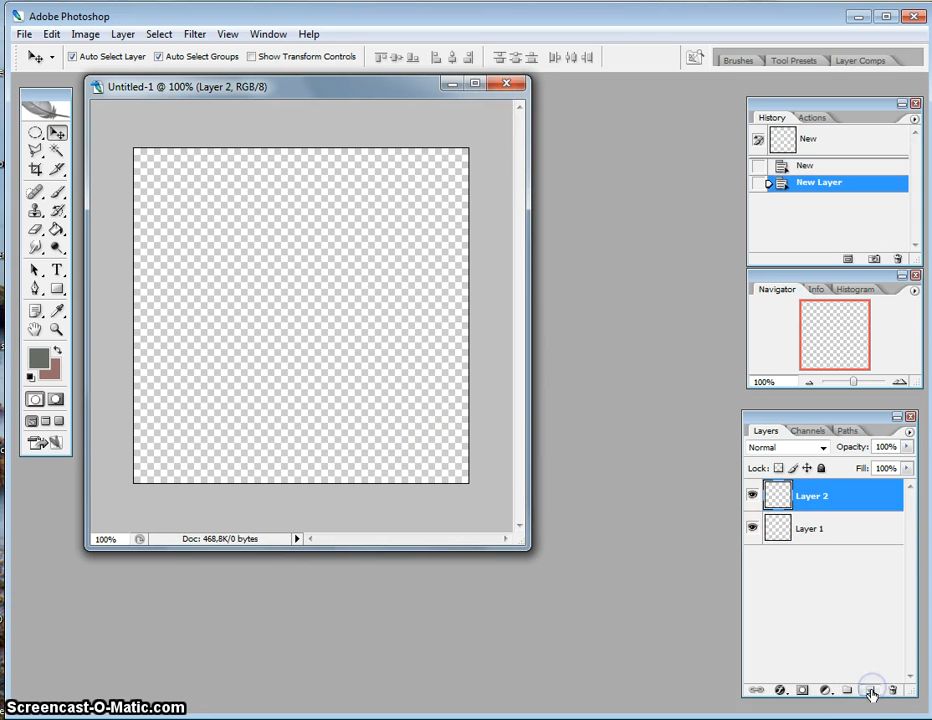 Adobe Photoshop
File Edit Image Layer Select Filter View Window Help
Auto Select Layer Auto Select Groups Show Transform Controls
Brushes Tool Presets Layer Comps
Untitled-1 @ 100% (Layer 2, RGB/8)
History Actions
New
New
New Layer
Navigator Info Histogram
100%
Layers Channels Paths
Normal Opacity: 100%
Lock: Fill: 100%
Layer 2
Layer 1
100% Doc: 468,8K/0 bytes
Screencast-O-Matic.com